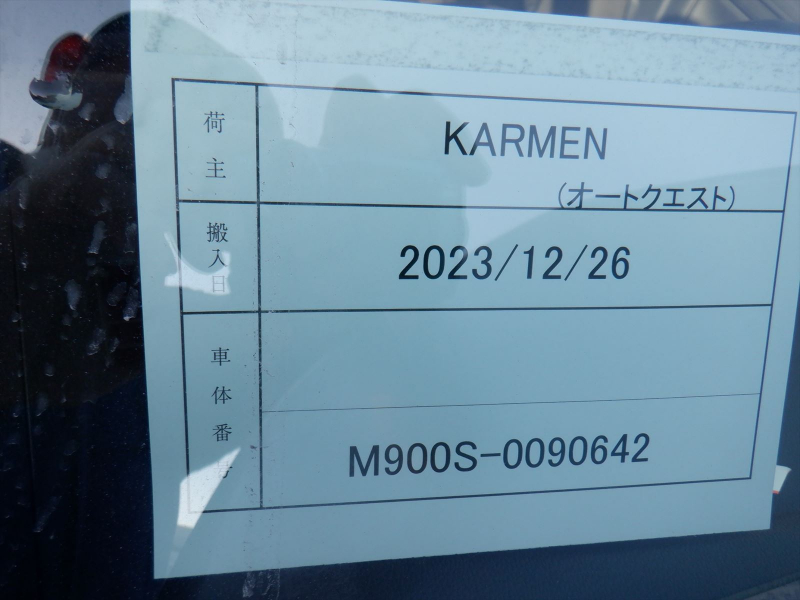 荷主
KARMEN
(オートクエスト)
搬入日
2023/12/26
車体番号
M900S-0090642